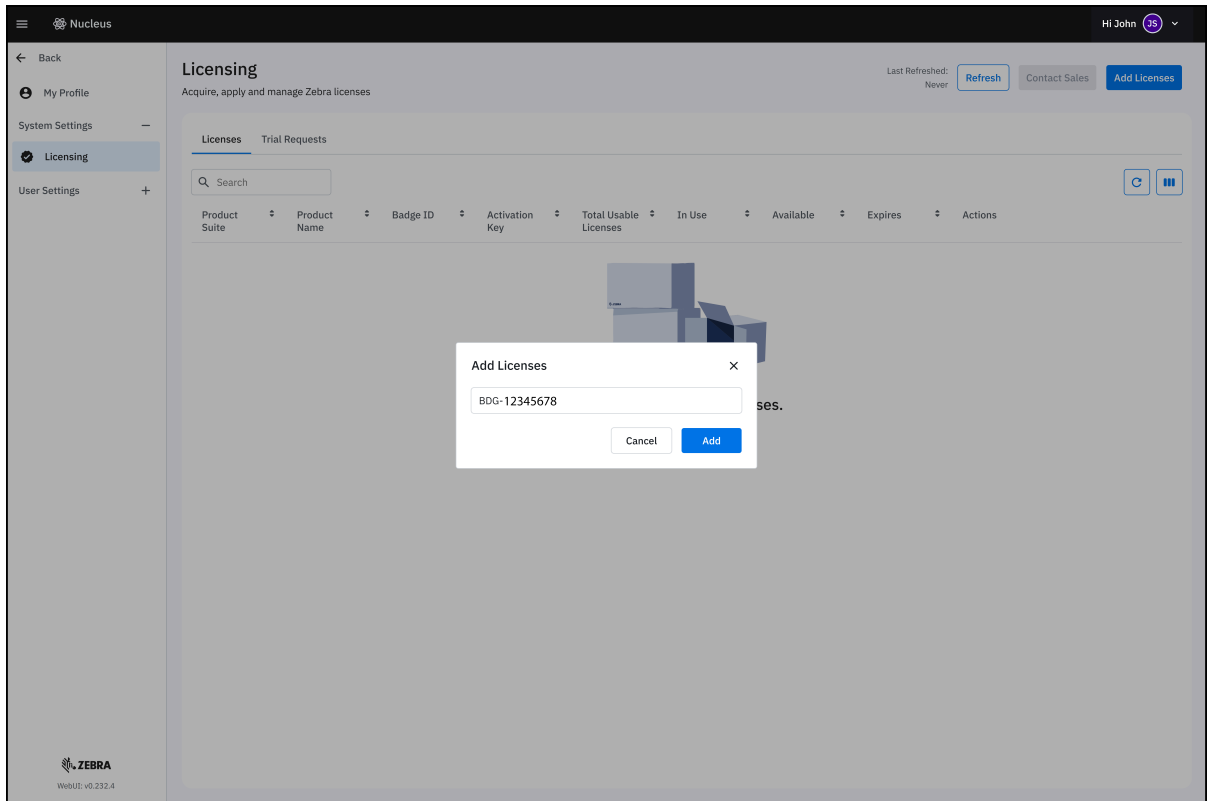 Nucleus
Hi John JS
Back
My Profile
System Settings
Licensing
User Settings
Licensing
Acquire, apply and manage Zebra licenses
Last Refreshed:
Never
Refresh
Contact Sales
Add Licenses
Licenses Trial Requests
Search
Product Suite
Product Name
Badge ID
Activation Key
Total Usable Licenses
In Use
Available
Expires
Actions
ZEBRA
Add Licenses
BDG-12345678
ses.
Cancel Add
ZEBRA
WebUI: v0.232.4